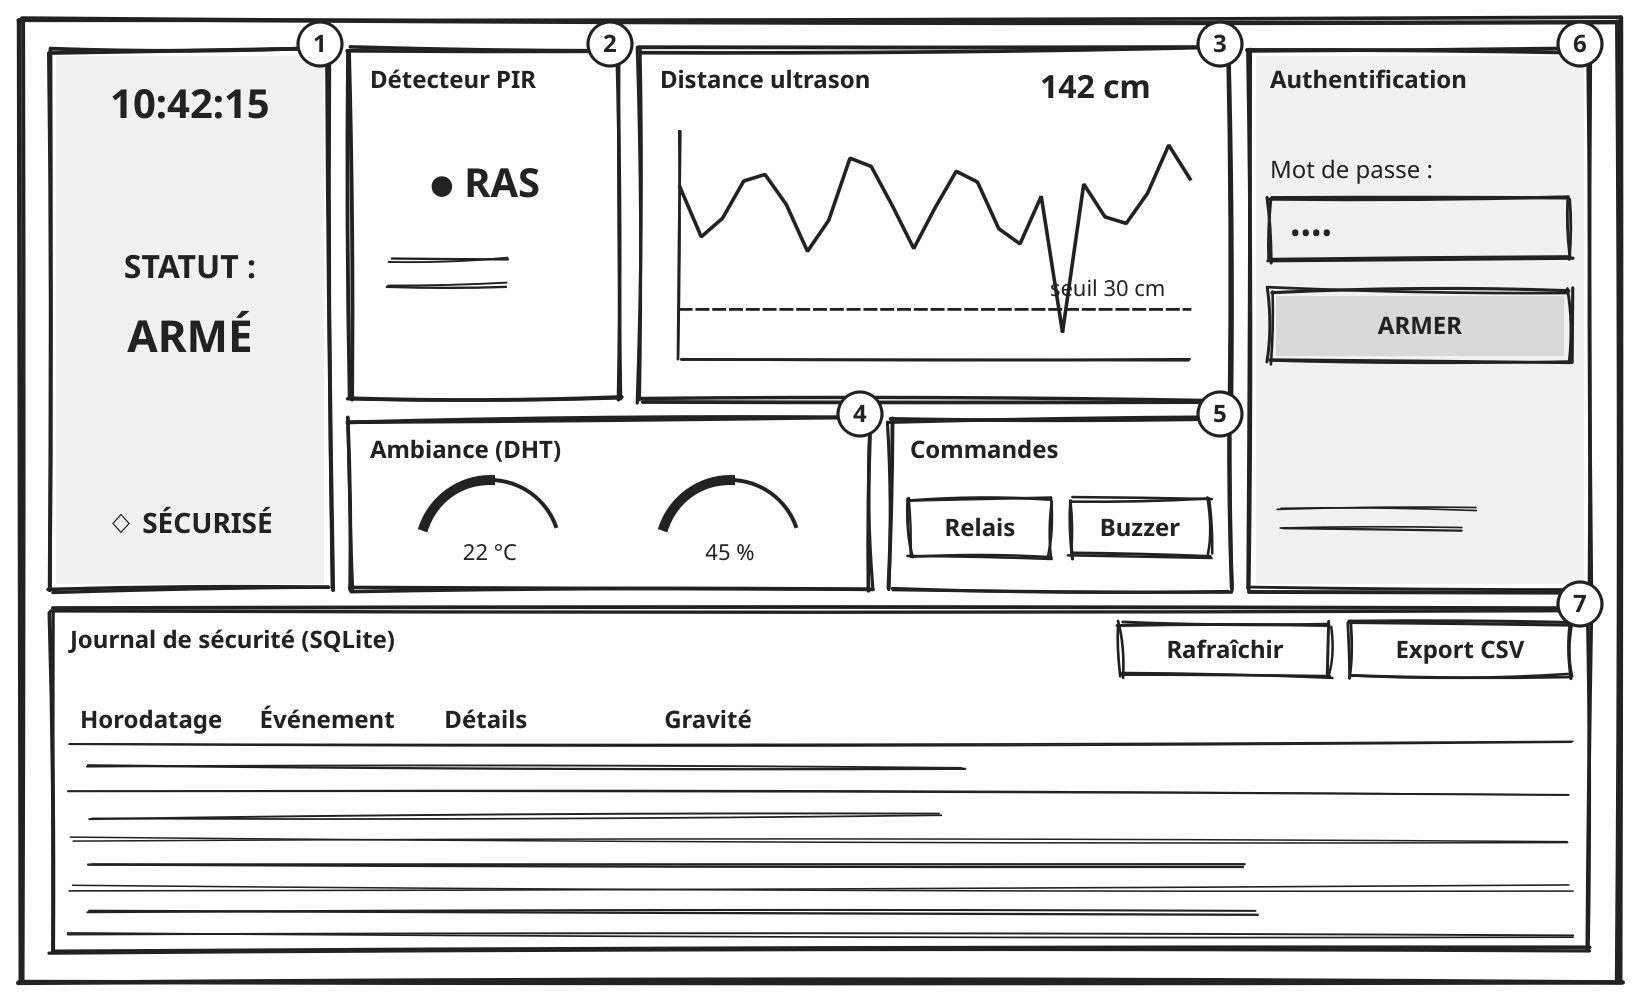 1
10:42:15
STATUT :
ARMÉ
◇ SÉCURISÉ
2
Détecteur PIR
● RAS
3
Distance ultrason
142 cm
seuil 30 cm
4
Ambiance (DHT)
22 °C
45 %
5
Commandes
Relais
Buzzer
6
Authentification
Mot de passe :
••••
ARMER
7
Journal de sécurité (SQLite)
Rafraîchir
Export CSV
Horodatage Événement Détails Gravité